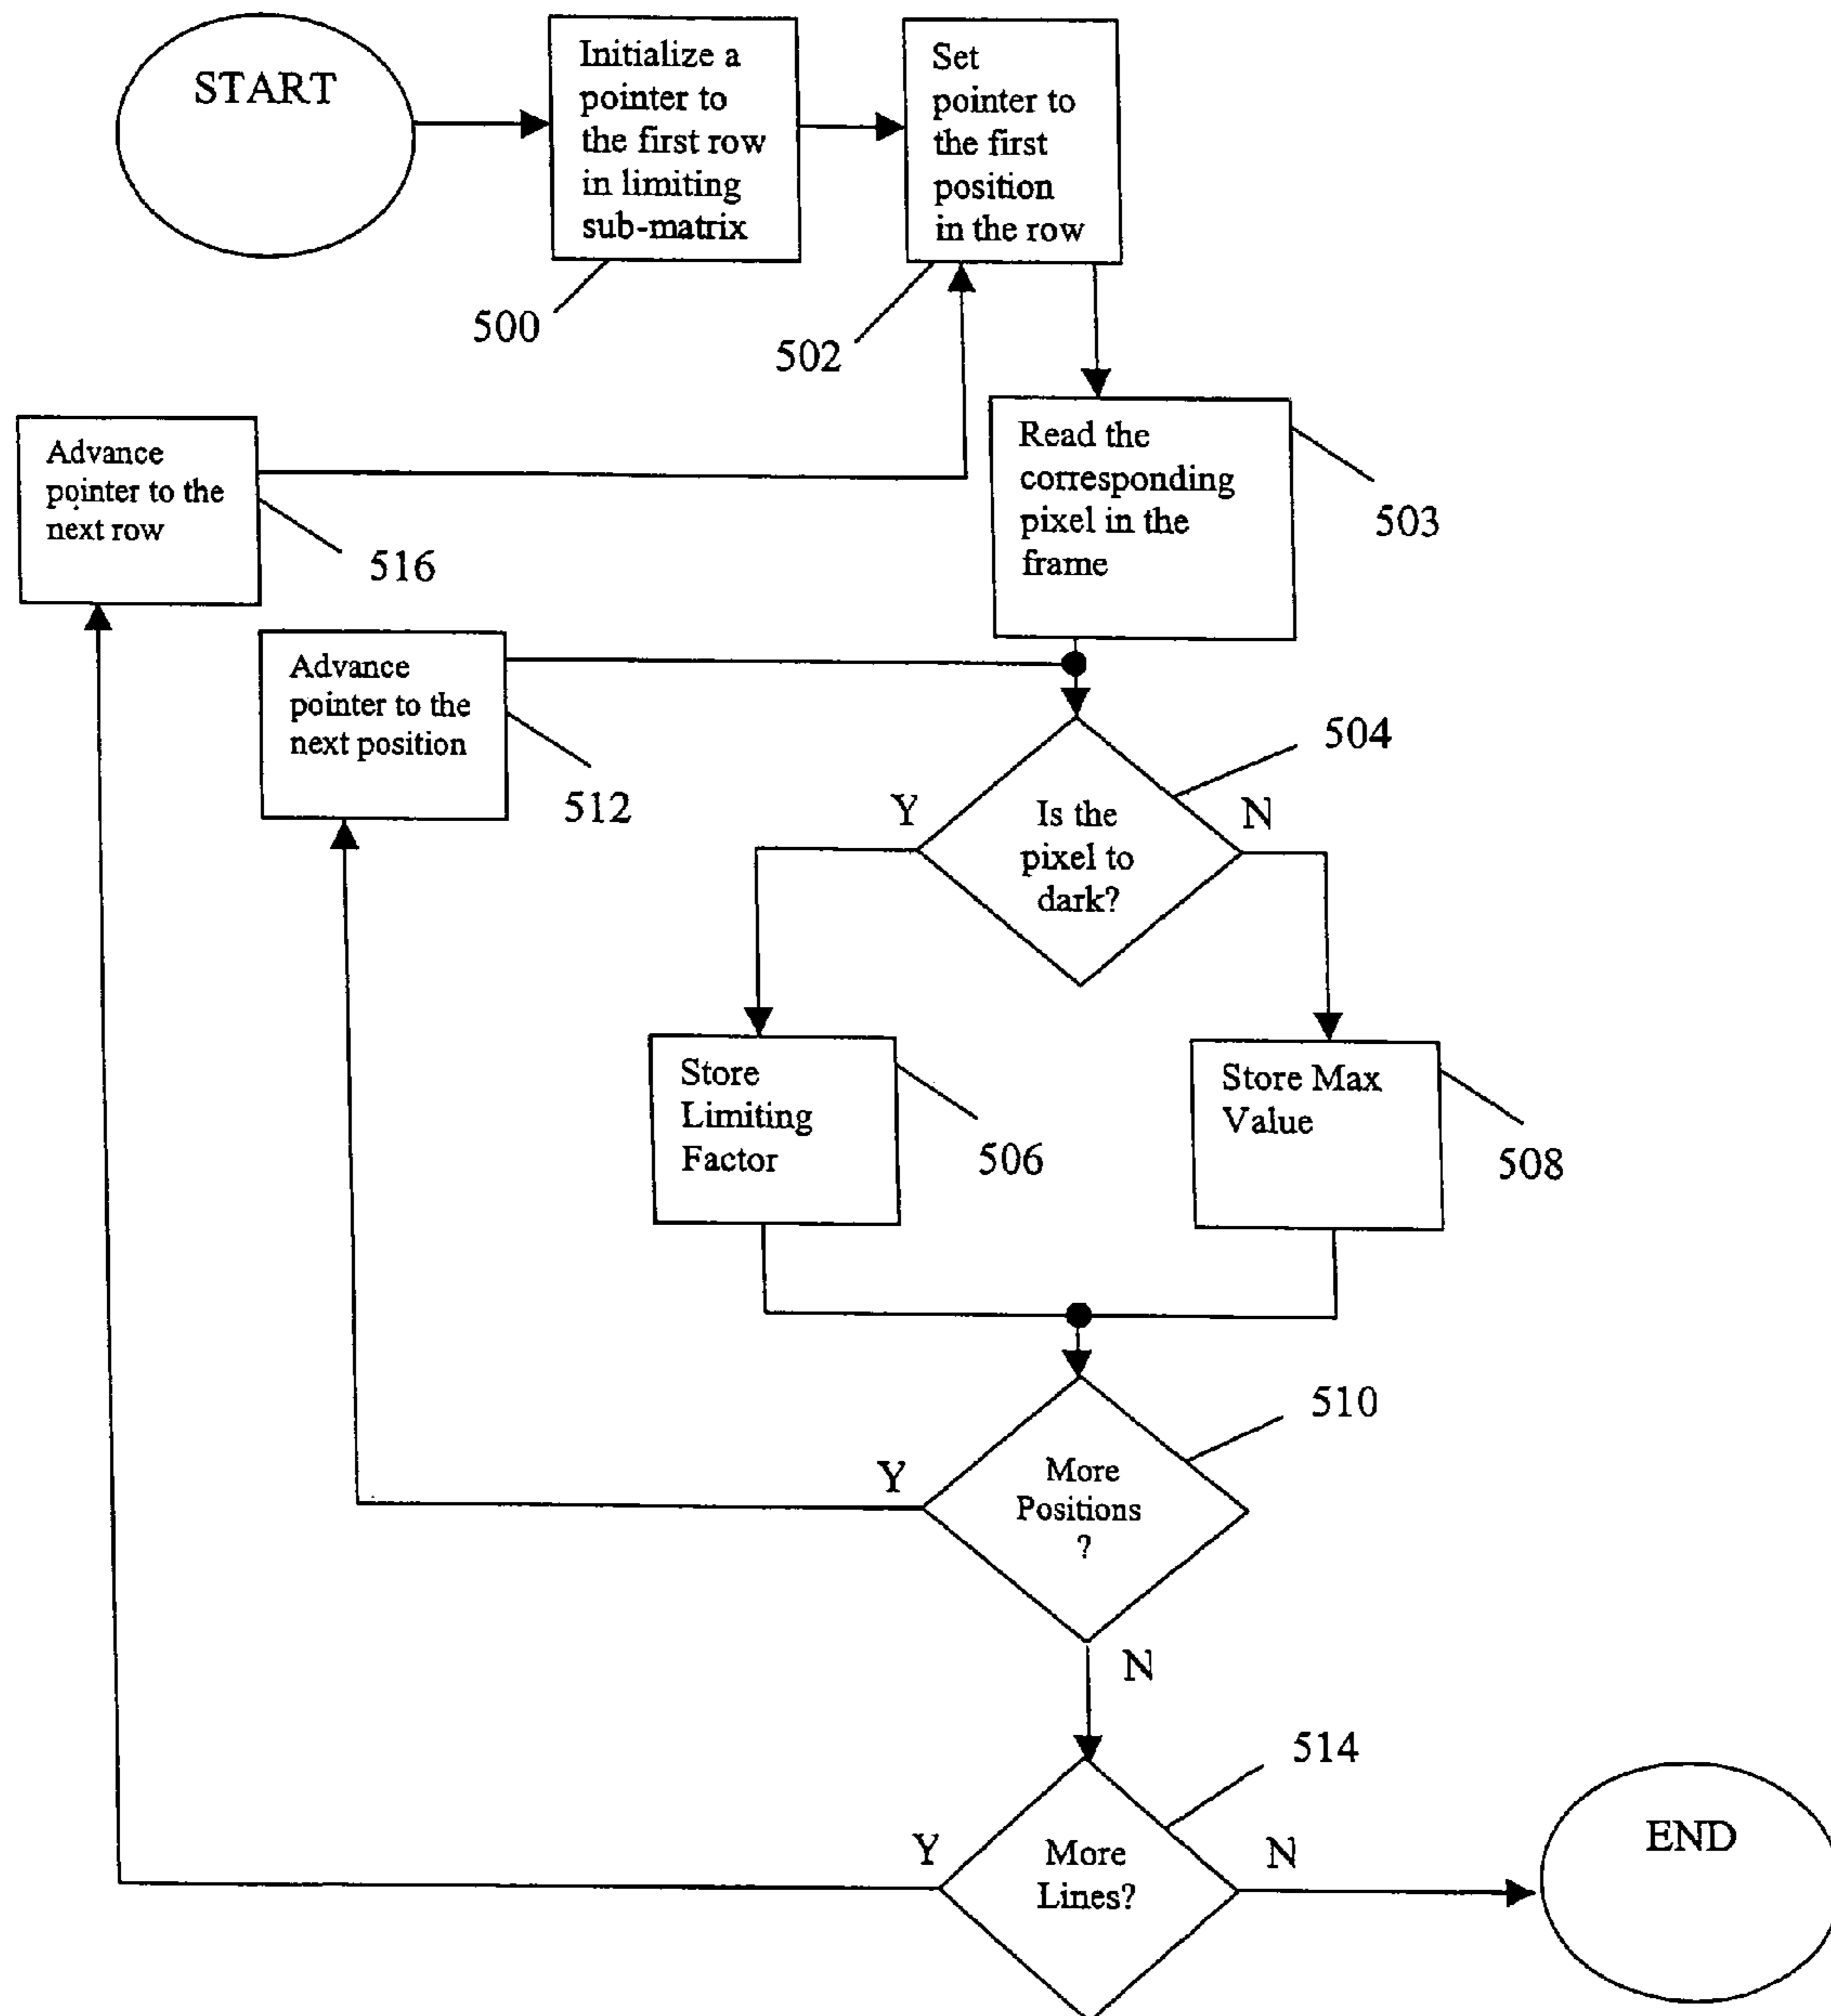 START
Initialize a
pointer to
the first row
in limiting
sub-matrix
Set
pointer to
the first
position
in the row
500
502
Read the
corresponding
pixel in the
frame
503
Advance
pointer to the
next row
516
Advance
pointer to the
next position
512
504
Y
N
Is the
pixel to
dark?
Store
Limiting
Factor
506
Store Max
Value
508
510
Y
More
Positions
?
N
514
Y
More
Lines?
N
END